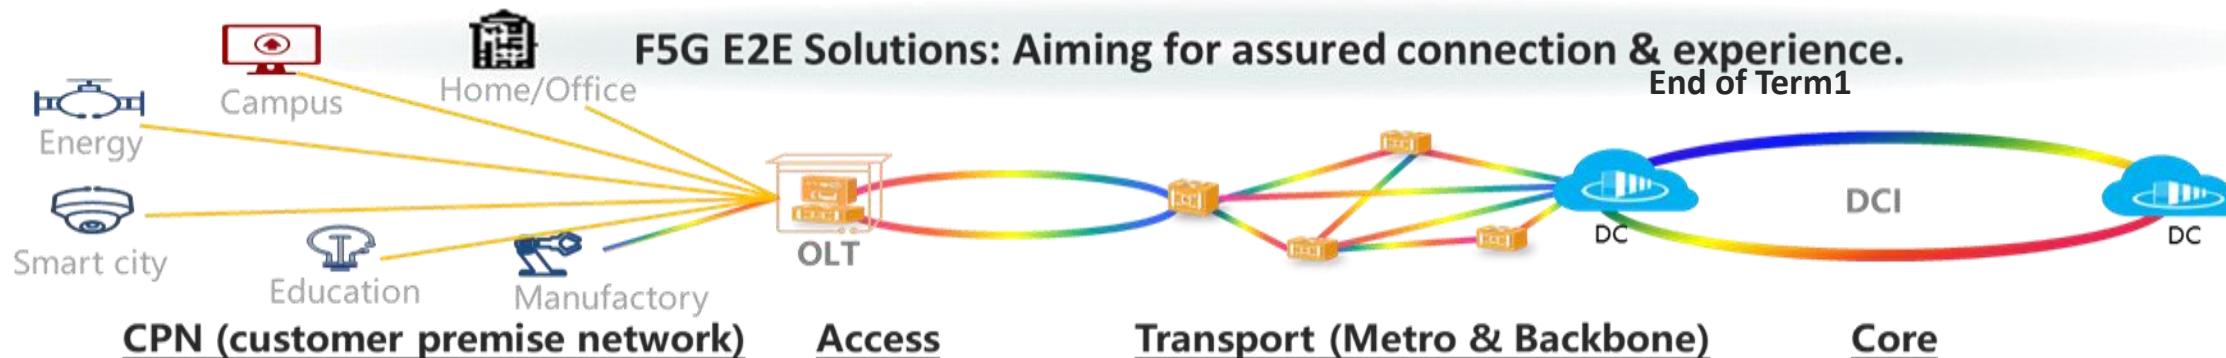 F5G E2E Solutions: Aiming for assured connection & experience.
End of Term1
Campus
Home/Office
Energy
Smart city
Education
Manufactory
OLT
DC
DCI
DC
CPN (customer premise network)
Access
Transport (Metro & Backbone)
Core